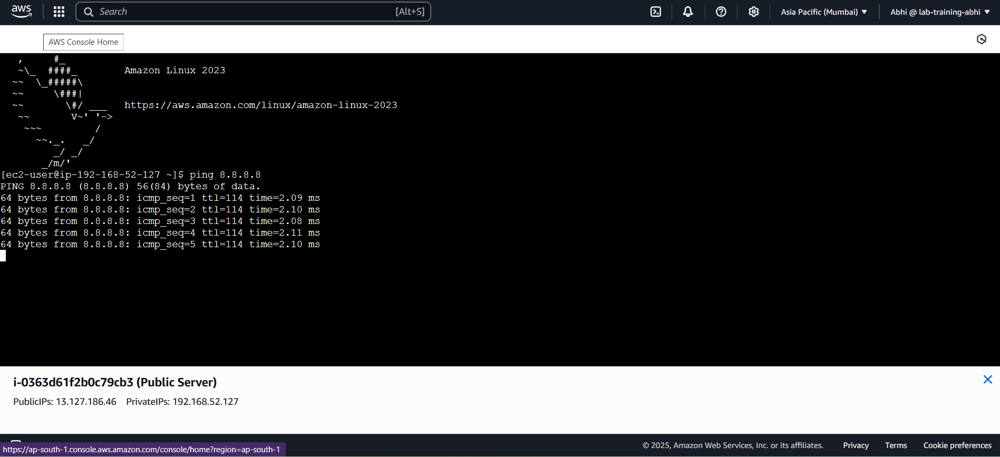 aws Search [Alt+S] Asia Pacific (Mumbai) Abhi @ lab-training-abhi
AWS Console Home
   ,     #_
   ~\_  ####_        Amazon Linux 2023
  ~~  \_#####\
  ~~     \###|
  ~~       \#/ ___   https://aws.amazon.com/linux/amazon-linux-2023
   ~~       V~' '->
    ~~~         /
      ~~._.   _/
         _/ _/
       _/m/'
[ec2-user@ip-192-168-52-127 ~]$ ping 8.8.8.8
PING 8.8.8.8 (8.8.8.8) 56(84) bytes of data.
64 bytes from 8.8.8.8: icmp_seq=1 ttl=114 time=2.09 ms
64 bytes from 8.8.8.8: icmp_seq=2 ttl=114 time=2.10 ms
64 bytes from 8.8.8.8: icmp_seq=3 ttl=114 time=2.08 ms
64 bytes from 8.8.8.8: icmp_seq=4 ttl=114 time=2.11 ms
64 bytes from 8.8.8.8: icmp_seq=5 ttl=114 time=2.10 ms
i-0363d61f2b0c79cb3 (Public Server)
PublicIPs: 13.127.186.46 PrivateIPs: 192.168.52.127
© 2025, Amazon Web Services, Inc. or its affiliates. Privacy Terms Cookie preferences
https://ap-south-1.console.aws.amazon.com/console/home?region=ap-south-1